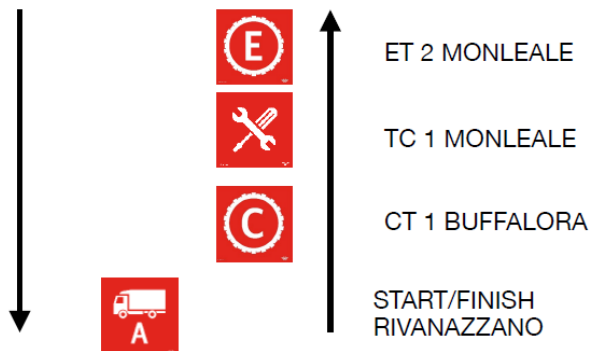 E
ET 2 MONLEALE
TC 1 MONLEALE
C
CT 1 BUFFALORA
A
START/FINISH
RIVANAZZANO